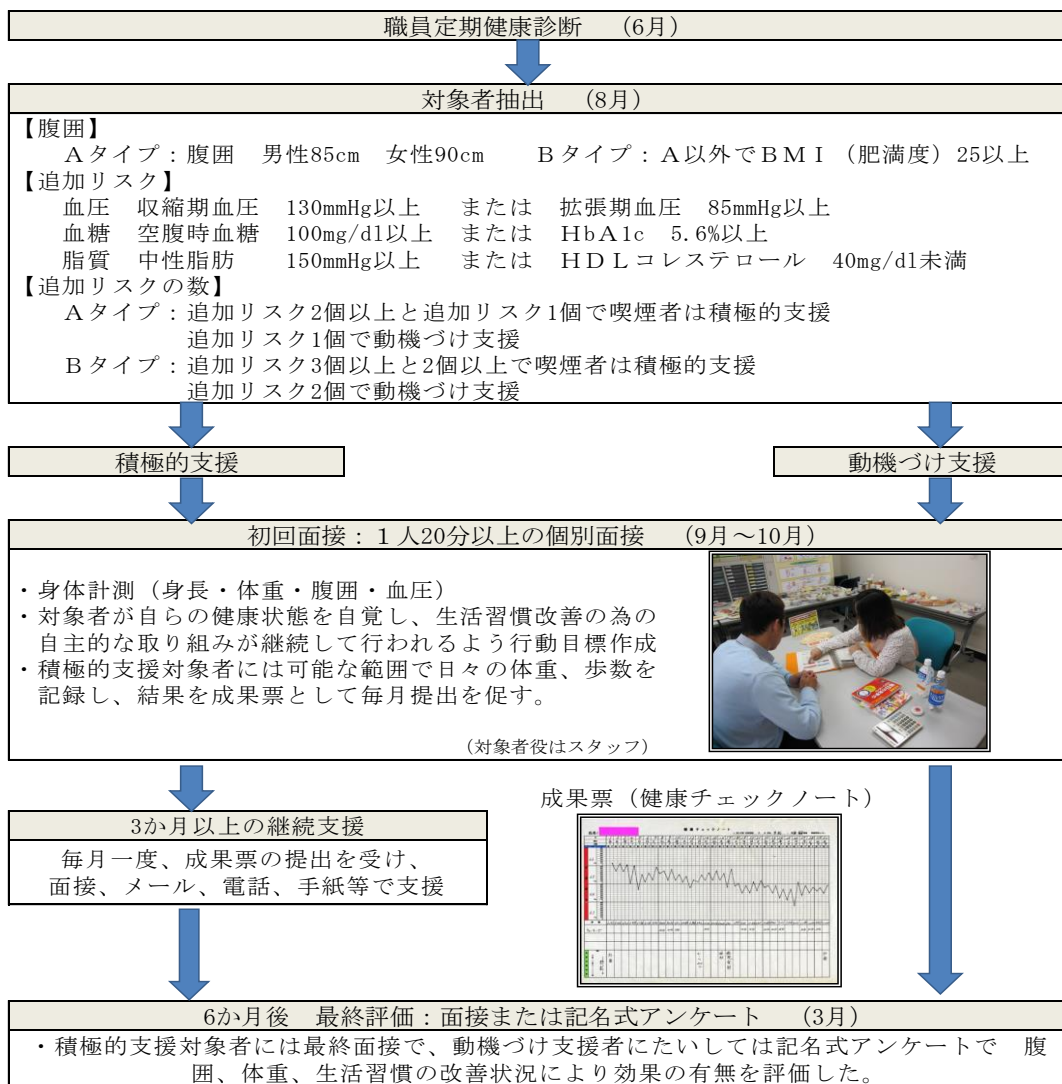 職員定期健康診断 (6月)
対象者抽出 (8月)
【腹囲】
Aタイプ:腹囲 男性85cm 女性90cm Bタイプ:A以外でBMI(肥満度)25以上
【追加リスク】
血圧 収縮期血圧 130mmHg以上 または 拡張期血圧 85mmHg以上
血糖 空腹時血糖 100mg/dl以上 または HbA1c 5.6%以上
脂質 中性脂肪 150mmHg以上 または HDLコレステロール 40mg/dl未満
【追加リスクの数】
Aタイプ:追加リスク2個以上と追加リスク1個で喫煙者は積極的支援
追加リスク1個で動機づけ支援
Bタイプ:追加リスク3個以上と2個以上で喫煙者は積極的支援
追加リスク2個で動機づけ支援
積極的支援
動機づけ支援
初回面接:1人20分以上の個別面接 (9月~10月)
・身体計測(身長・体重・腹囲・血圧)
・対象者が自らの健康状態を自覚し、生活習慣改善の為の
自主的な取り組みが継続して行われるよう行動目標作成
・積極的支援対象者には可能な範囲で日々の体重、歩数を
記録し、結果を成果票として毎月提出を促す。
(対象者役はスタッフ)
成果票(健康チェックノート)
健康チェックノート
3か月以上の継続支援
毎月一度、成果票の提出を受け、
面接、メール、電話、手紙等で支援
6か月後 最終評価:面接または記名式アンケート (3月)
・積極的支援対象者には最終面接で、動機づけ支援者にたいしては記名式アンケートで 腹
囲、体重、生活習慣の改善状況により効果の有無を評価した。